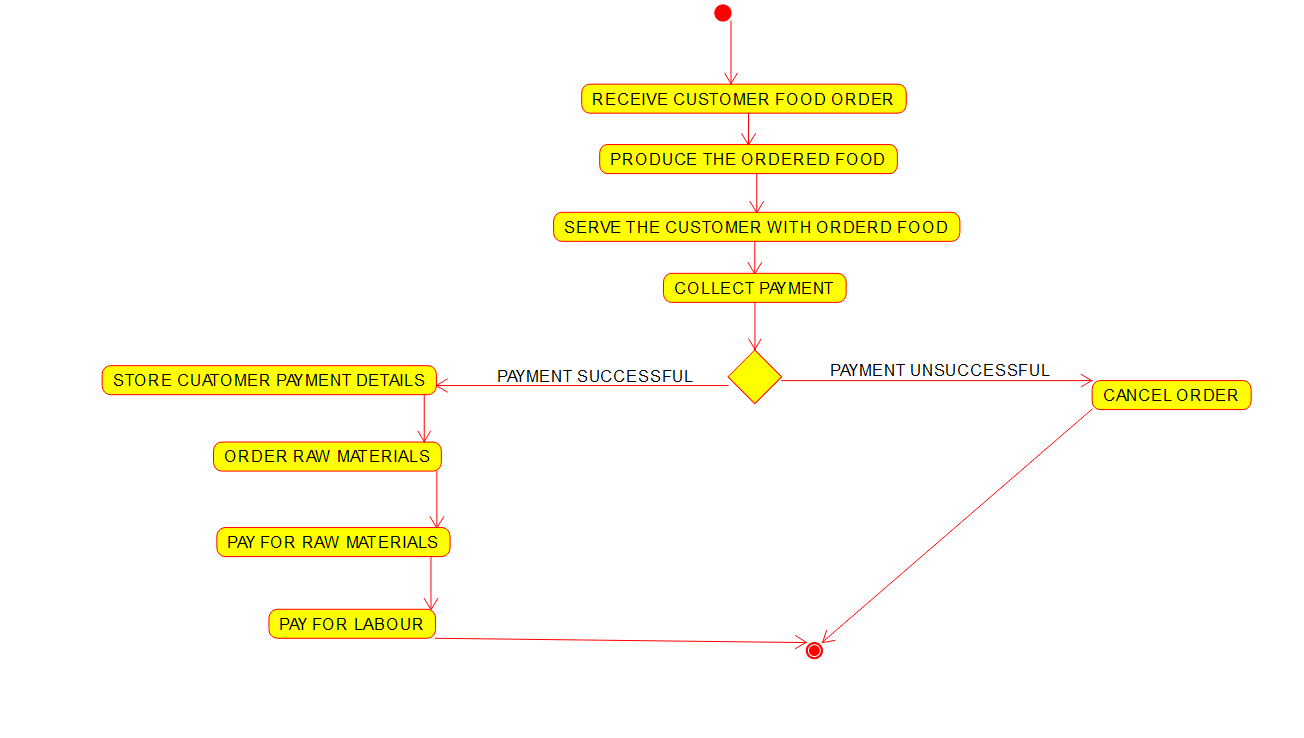 RECEIVE CUSTOMER FOOD ORDER
PRODUCE THE ORDERED FOOD
SERVE THE CUSTOMER WITH ORDERD FOOD
COLLECT PAYMENT
PAYMENT SUCCESSFUL
PAYMENT UNSUCCESSFUL
STORE CUATOMER PAYMENT DETAILS
CANCEL ORDER
ORDER RAW MATERIALS
PAY FOR RAW MATERIALS
PAY FOR LABOUR